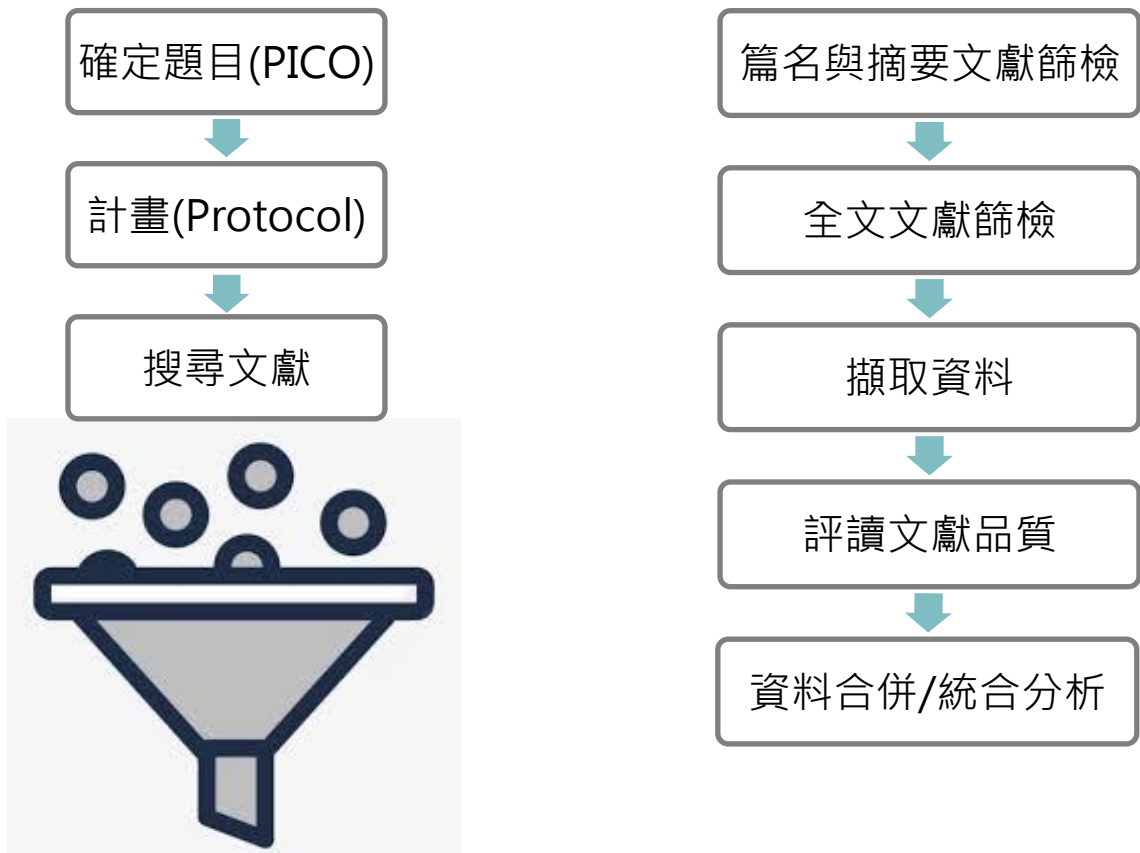 確定題目(PICO)
計畫(Protocol)
搜尋文獻
篇名與摘要文獻篩檢
全文文獻篩檢
擷取資料
評讀文獻品質
資料合併/統合分析